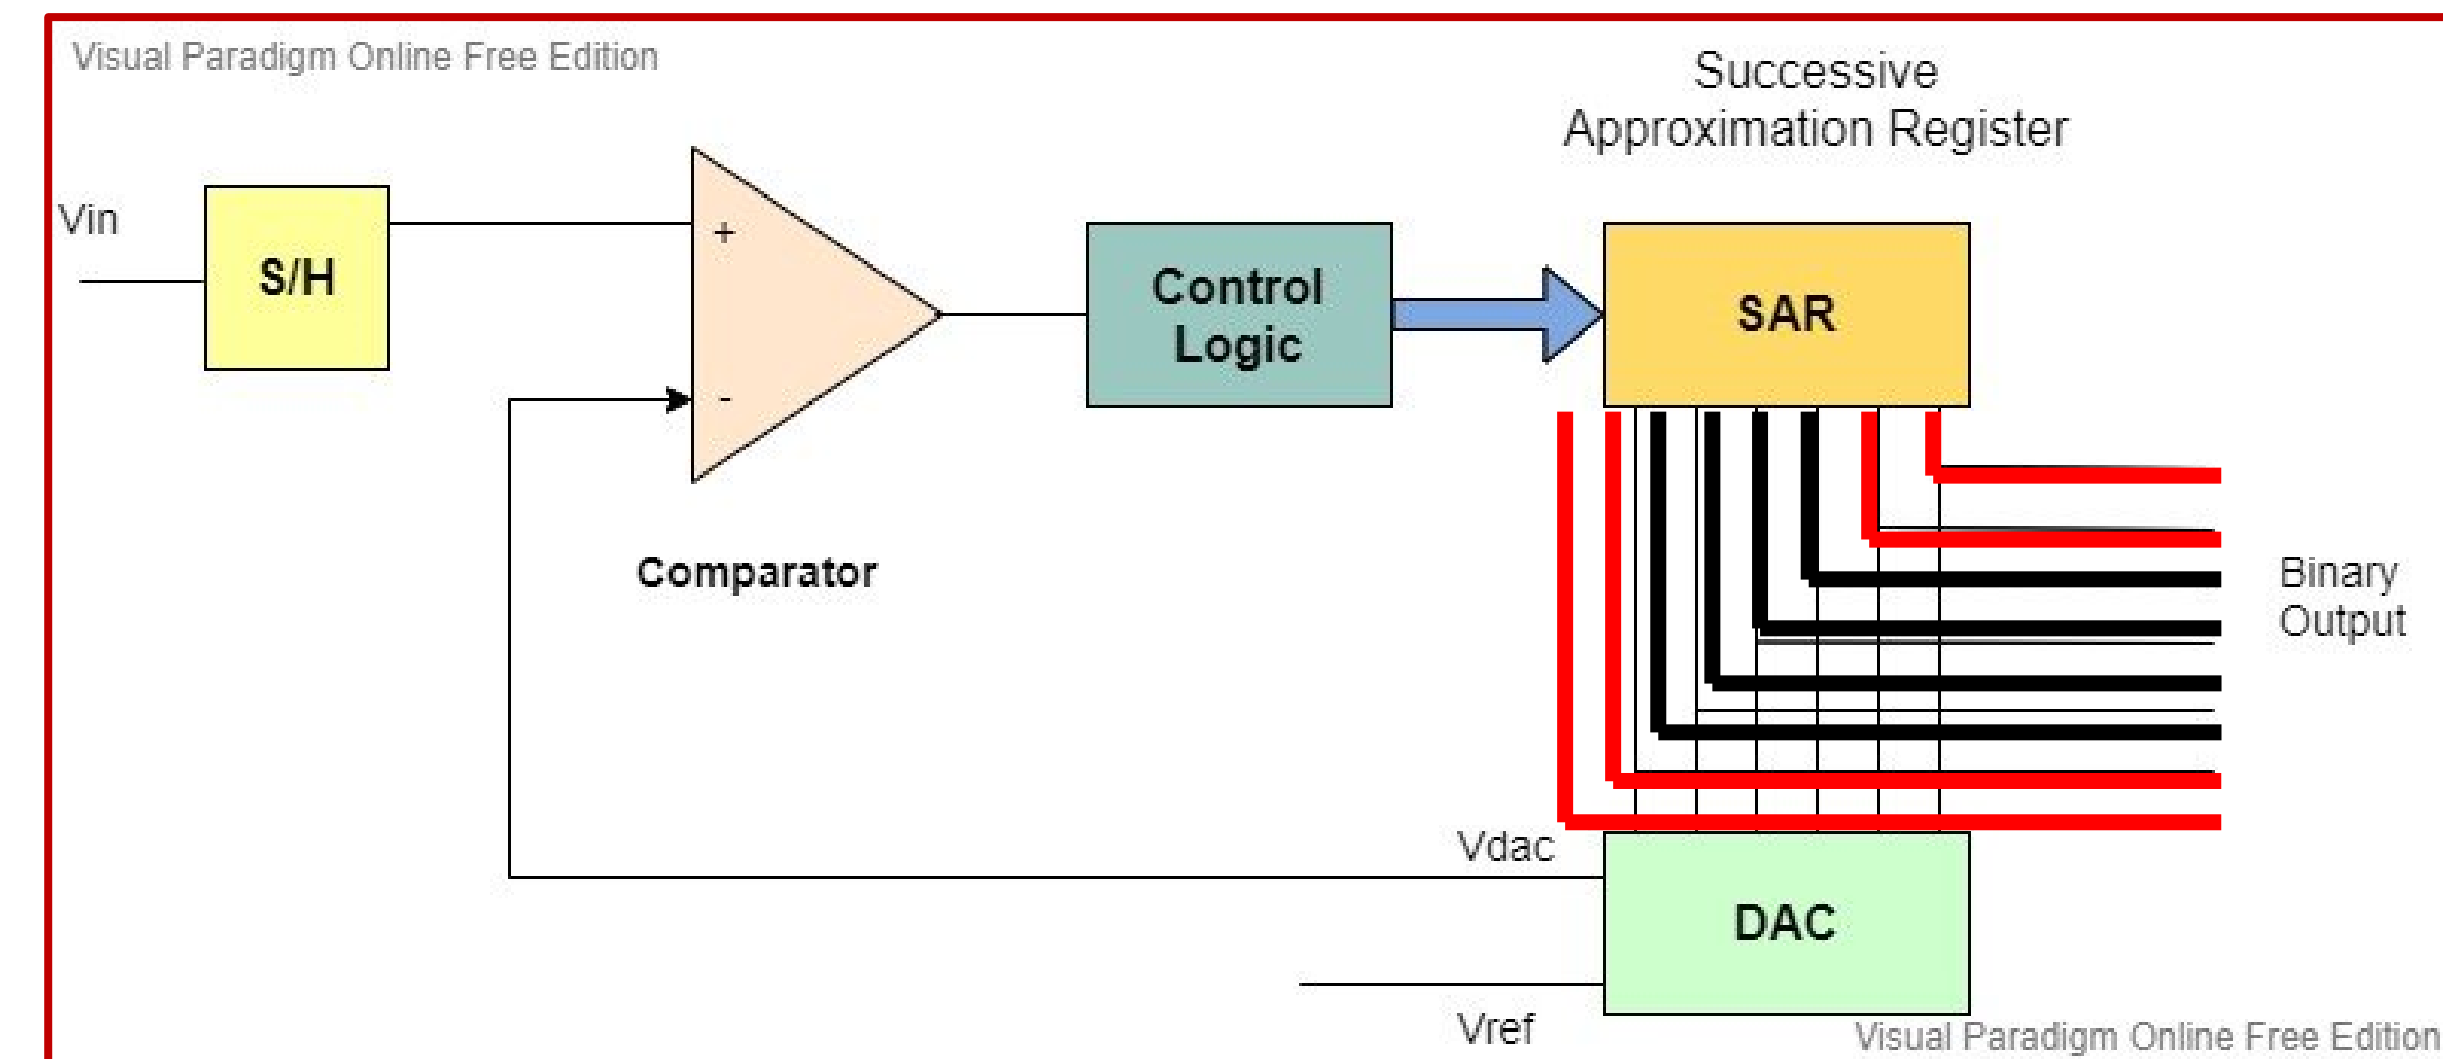 Visual Paradigm Online Free Edition
Successive
Approximation Register
Vin
S/H
+
Control
Logic
SAR
-
Comparator
Binary
Output
Vdac
DAC
Vref
Visual Paradigm Online Free Edition